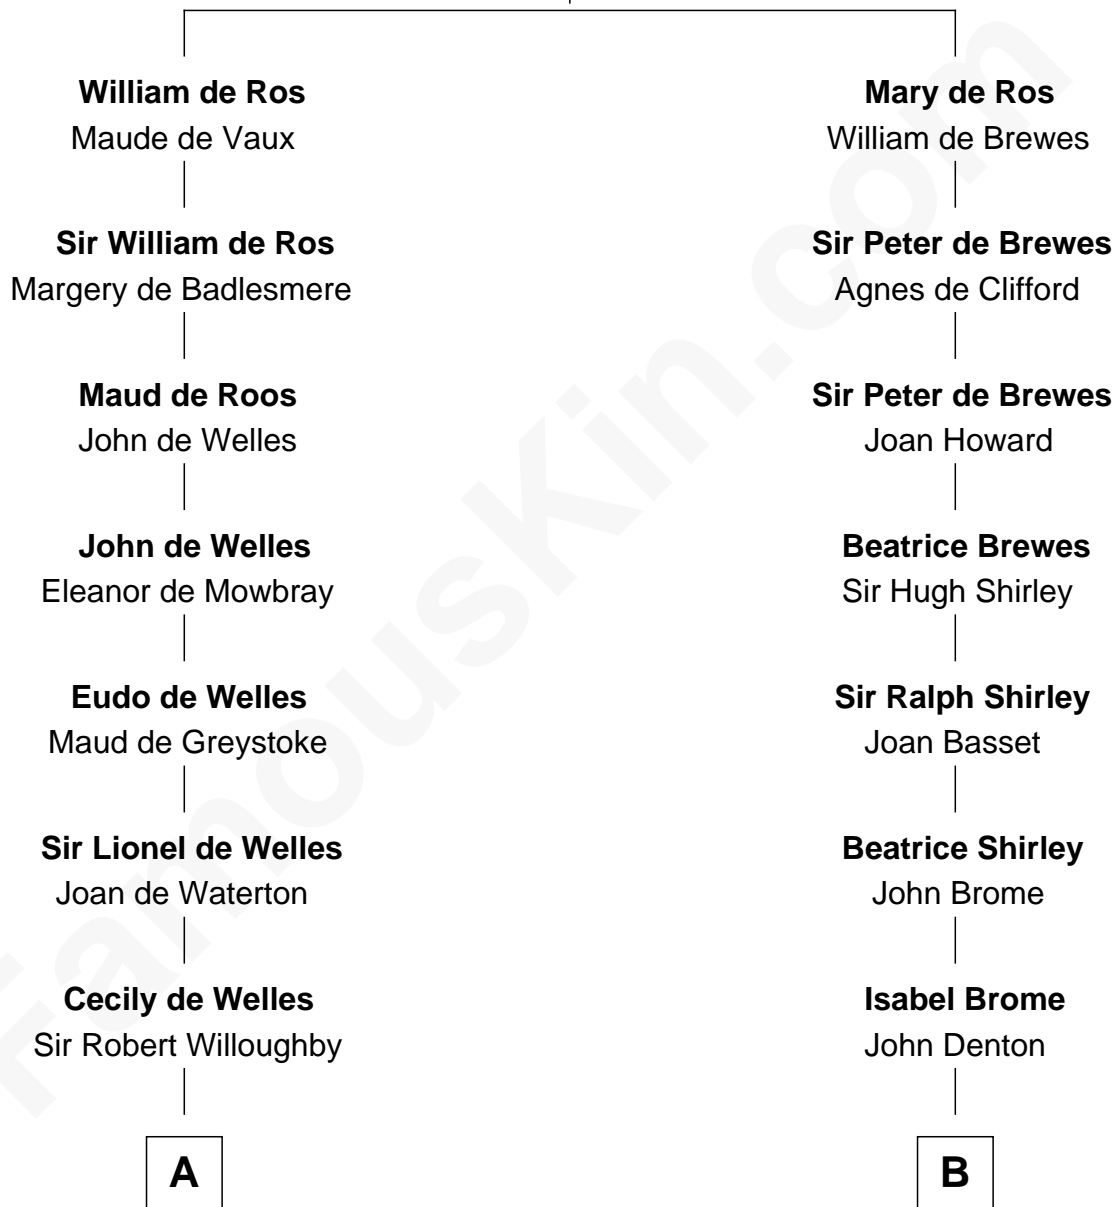 William de Ros
Maude de Vaux
Sir William de Ros
Margery de Badlesmere
Maud de Roos
John de Welles
John de Welles
Eleanor de Mowbray
Eudo de Welles
Maud de Greystoke
Sir Lionel de Welles
Joan de Waterton
Cecily de Welles
Sir Robert Willoughby
A
Mary de Ros
William de Brewes
Sir Peter de Brewes
Agnes de Clifford
Sir Peter de Brewes
Joan Howard
Beatrice Brewes
Sir Hugh Shirley
Sir Ralph Shirley
Joan Basset
Beatrice Shirley
John Brome
Isabel Brome
John Denton
B
FamousKin.com